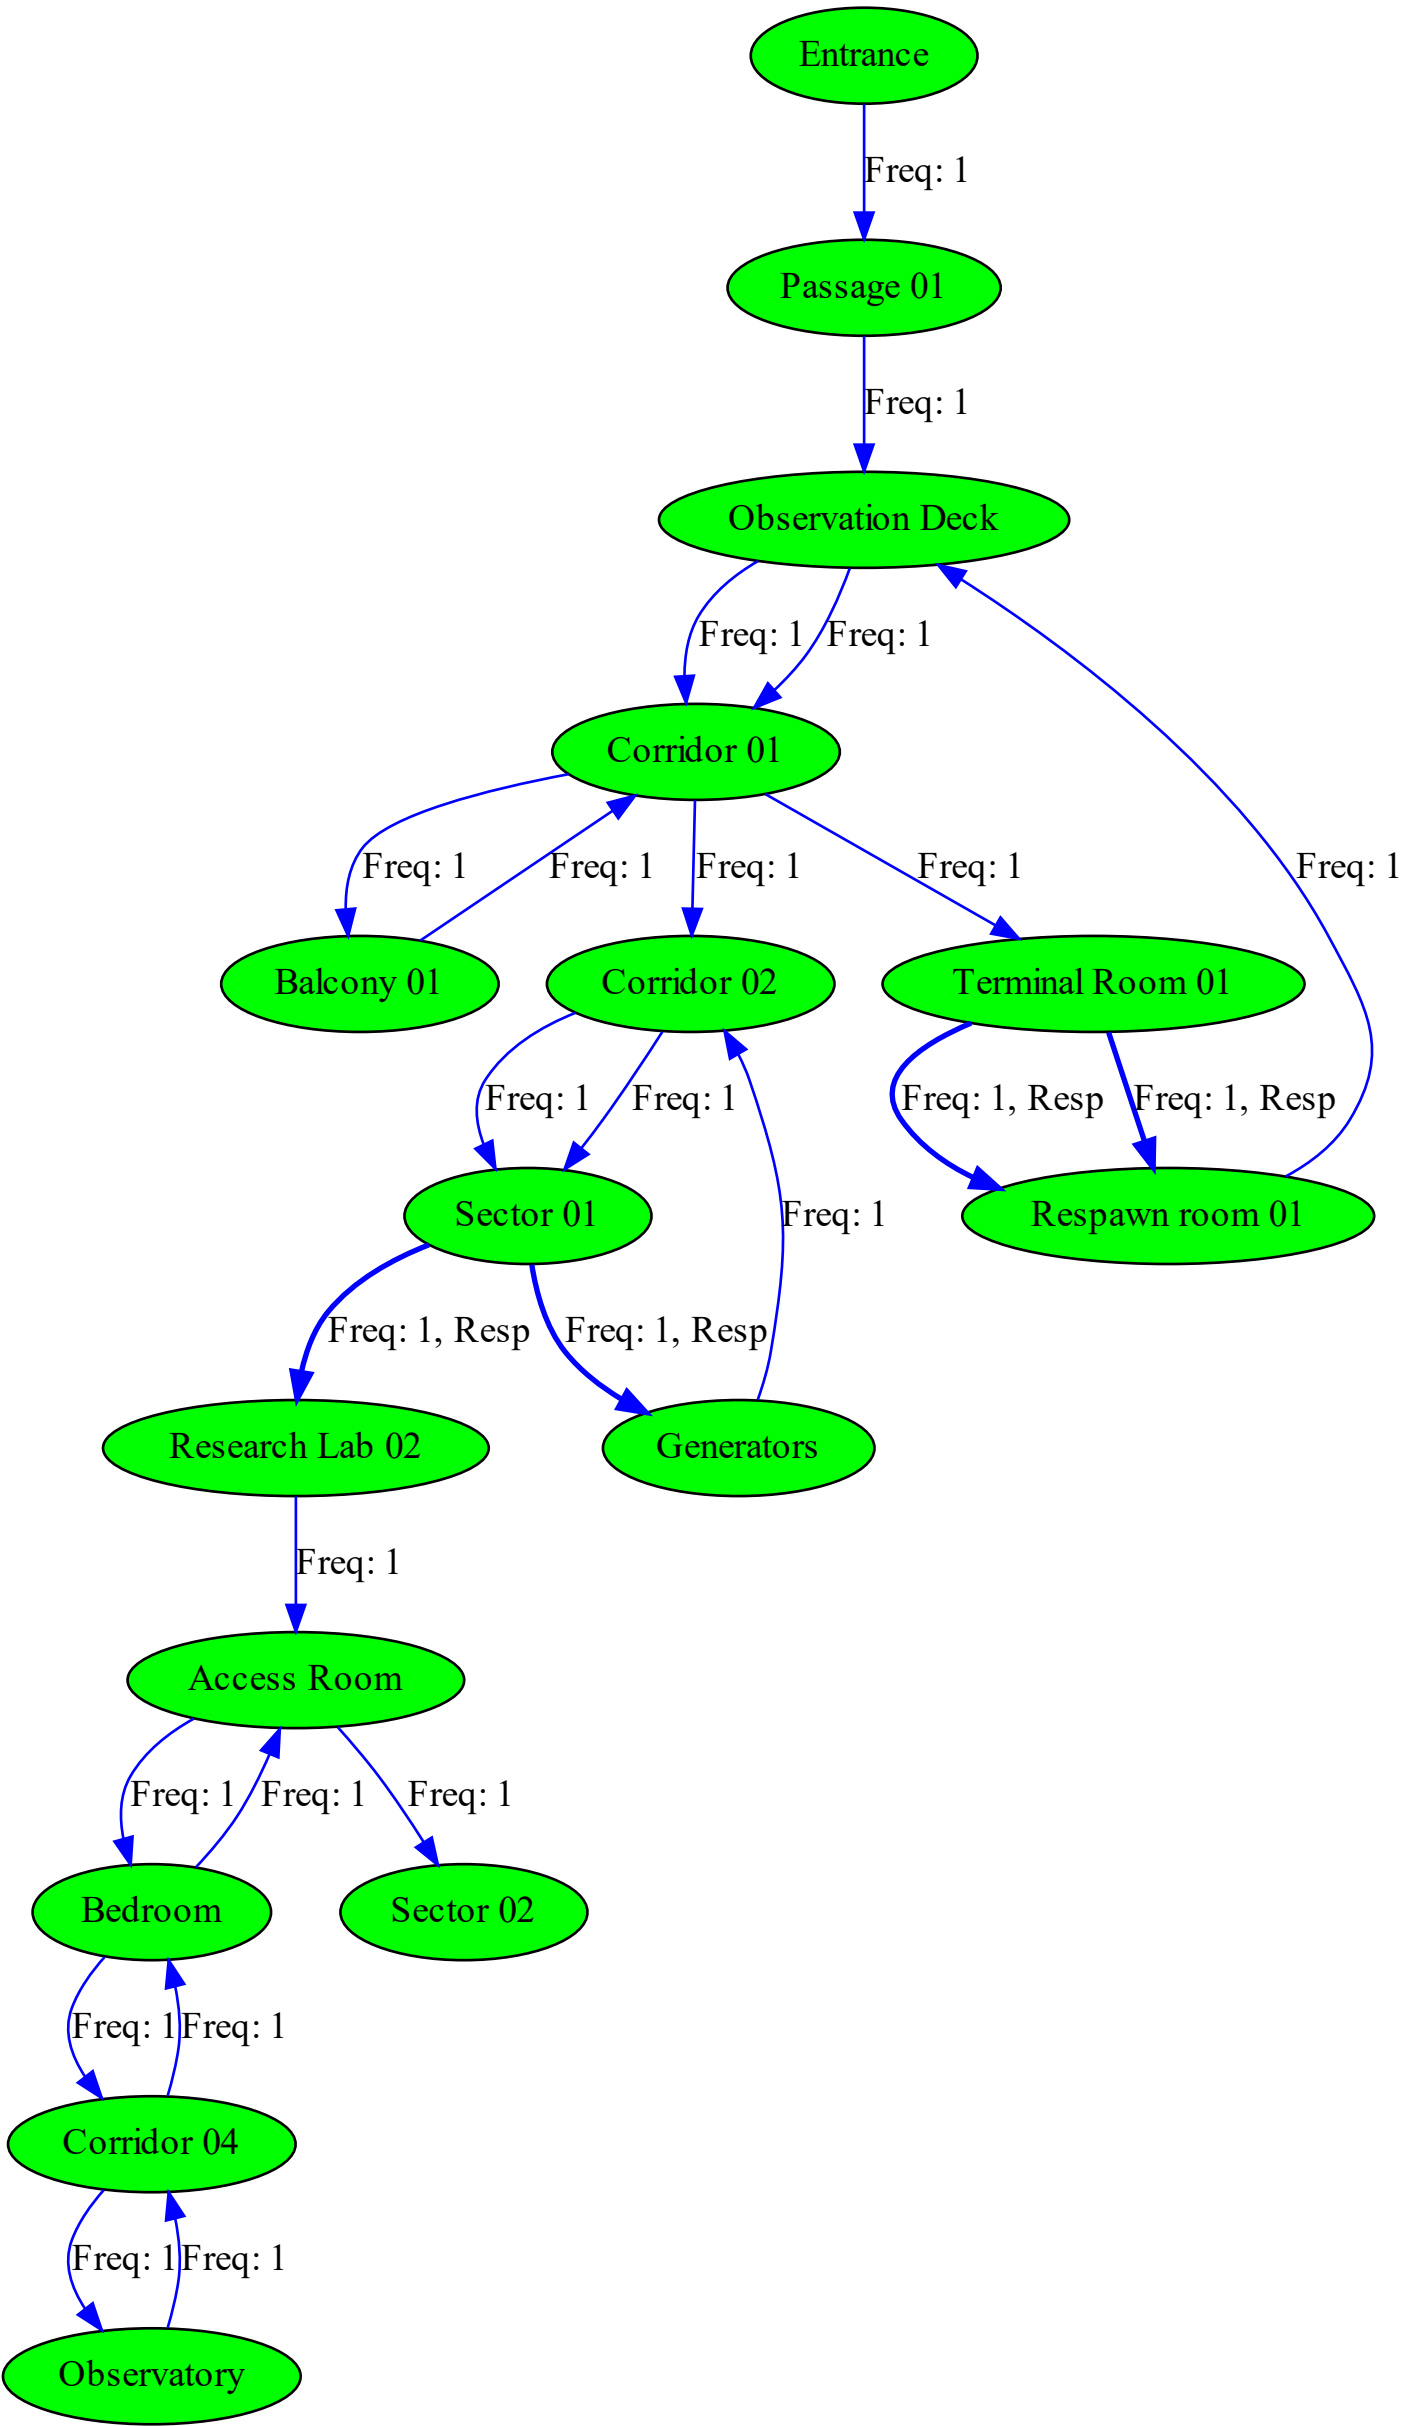 Entrance
Freq: 1
Passage 01
Freq: 1
Observation Deck
Freq: 1
Freq: 1
Corridor 01
Freq: 1
Freq: 1
Freq: 1
Freq: 1
Freq: 1
Balcony 01
Corridor 02
Terminal Room 01
Freq: 1
Freq: 1
Freq: 1, Resp
Freq: 1, Resp
Sector 01
Freq: 1
Respawn room 01
Freq: 1, Resp
Freq: 1, Resp
Research Lab 02
Generators
Freq: 1
Access Room
Freq: 1
Freq: 1
Freq: 1
Bedroom
Sector 02
Freq: 1
Freq: 1
Corridor 04
Freq: 1
Freq: 1
Observatory